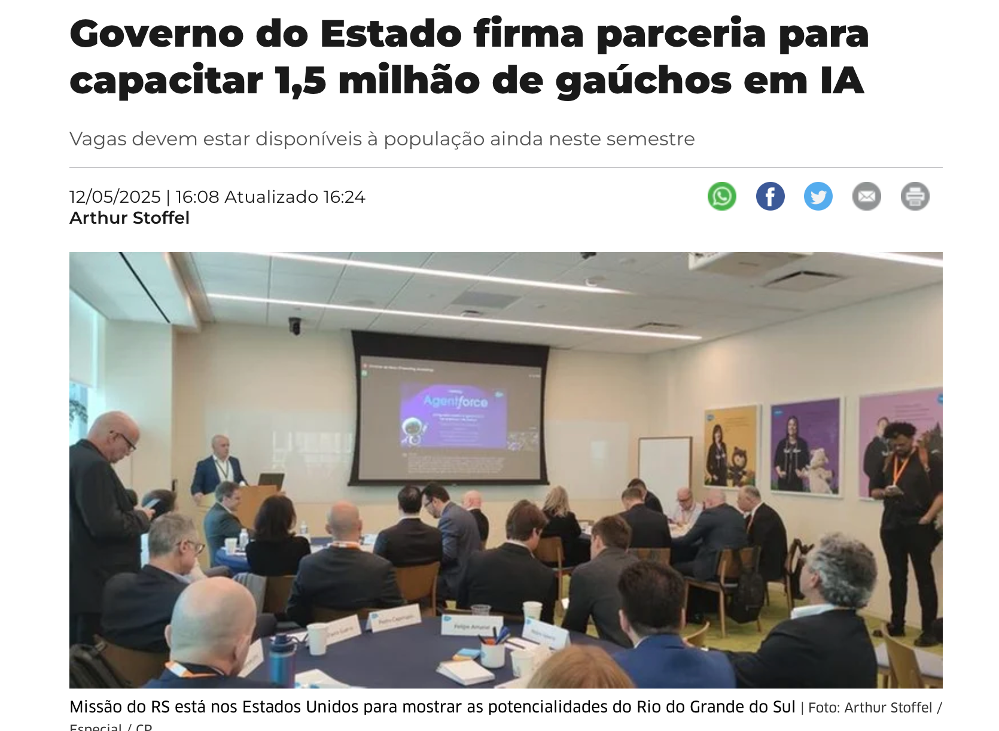 Governo do Estado firma parceria para
capacitar 1,5 milhão de gaúchos em IA
Vagas devem estar disponíveis à população ainda neste semestre
12/05/2025 | 16:08 Atualizado 16:24
Arthur Stoffel
Agentforce
Felipe Amaral
Missão do RS está nos Estados Unidos para mostrar as potencialidades do Rio do Grande do Sul | Foto: Arthur Stoffel /
Especial / CP